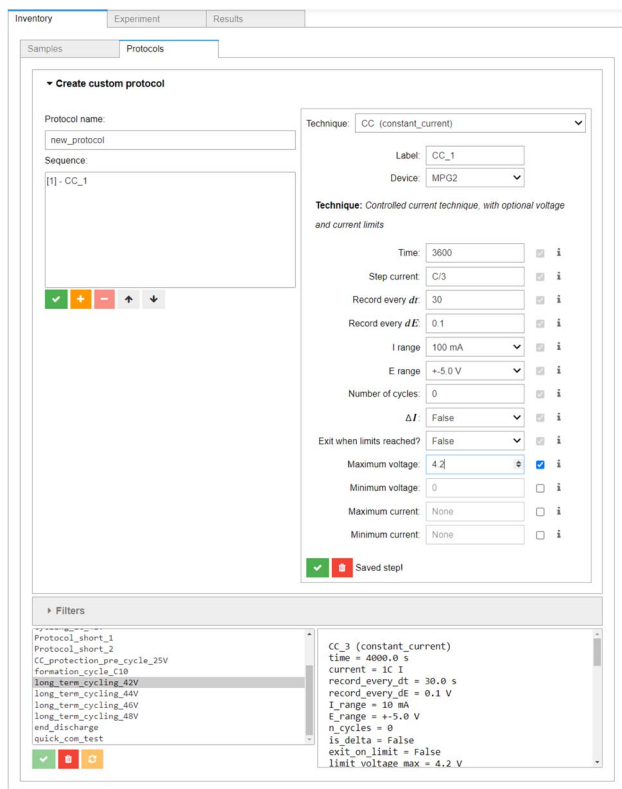 Inventory
Experiment
Results
Samples
Protocols
Create custom protocol
Protocol name:
new_protocol
Sequence:
[1] - CC_1
Technique: CC (constant_current)
Label: CC_1
Device: MPG2
Technique: Controlled current technique, with optional voltage
and current limits
Time: 3600
Step current: C/3
Record every dt: 30
Record every dE: 0.1
I range 100 mA
E range +-5.0 V
Number of cycles: 0
ΔI: False
Exit when limits reached? False
Maximum voltage: 4.2
Minimum voltage: 0
Maximum current: None
Minimum current: None
Saved step!
Filters
Protocol_short_1
Protocol_short_2
CC_protection_pre_cycle_25V
formation_cycle_C10
long_term_cycling_42V
long_term_cycling_44V
long_term_cycling_46V
long_term_cycling_48V
end_discharge
quick_com_test
CC_3 (constant_current)
time = 4000.0 s
current = 1C I
record_every_dt = 30.0 s
record_every_dE = 0.1 V
I_range = 10 mA
E_range = +-5.0 V
n_cycles = 0
is_delta = False
exit_on_limit = False
limit_voltage_max = 4.2 V